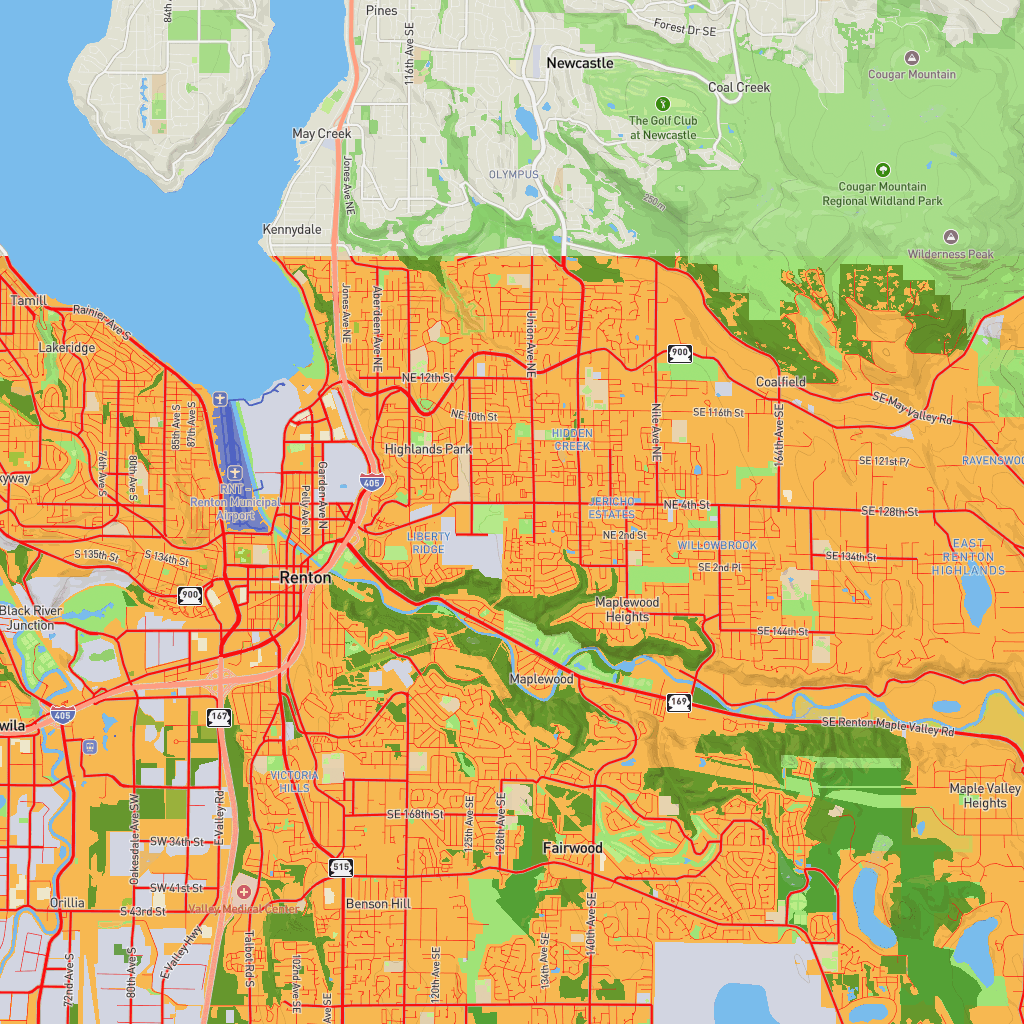 84th
Pines
116th Ave SE
Forest Dr SE
Newcastle
Cougar Mountain
Coal Creek
The Golf Club
at Newcastle
May Creek
Jones Ave NE
OLYMPUS
Cougar Mountain
Regional Wildland Park
250 m
Kennydale
Wilderness Peak
Tamill
Rainier Ave S
Jones Ave NE
Aberdeen Ave NE
Union Ave NE
Lakeridge
900
NE 12th St
Coalfield
SE May Valley Rd
85th Ave S
87th Ave S
NE 10th St
SE 116th St
Nile Ave NE
164th Ave SE
HIDDEN
CREEK
Highlands Park
76th Ave S
80th Ave S
SE 121st Pl
RAVENSWOO
kyway
405
Garden Ave N
Pelly Ave N
RNT -
Renton Municipal
Airport
JERICHO
ESTATES
NE 4th St
SE 128th St
NE 2nd St
LIBERTY
RIDGE
WILLOWBROOK
S 135th St
S 134th St
SE 134th St
EAST
RENTON
HIGHLANDS
SE 2nd Pl
Renton
900
Black River
Junction
Maplewood
Heights
SE 144th St
Maplewood
169
405
167
wila
SE Renton-Maple Valley Rd
VICTORIA
HILLS
Maple Valley
Heights
Oakesdale Ave SW
E Valley Rd
125th Ave SE
128th Ave SE
SE 168th St
SW 34th St
Fairwood
515
SW 41st St
Valley Medical Center
Orillia
S 43rd St
Benson Hill
140th Ave SE
E Valley Hwy
Talbot Rd S
72nd Ave S
80th Ave S
102nd Ave SE
120th Ave SE
134th Ave SE
Ave SE